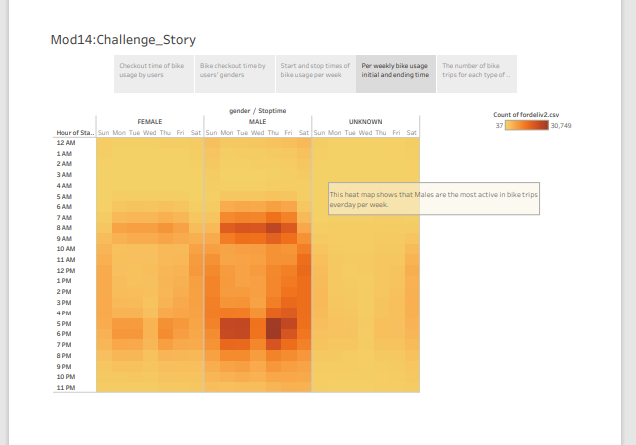 Mod14:Challenge_Story
Checkout time of bike
usage by users
Bike checkout time by
users' genders
Start and stop times of
bike usage per week
Per weekly bike usage
initial and ending time
The number of bike
trips for each type of ..
gender / Stoptime
Count of fordeliv2.csv
37
30,749
FEMALE MALE UNKNOWN
Hour of Sta.. Sun Mon Tue Wed Thu Fri Sat Sun Mon Tue Wed Thu Fri Sat Sun Mon Tue Wed Thu Fri Sat
12 AM
1 AM
2 AM
3 AM
4 AM
5 AM
6 AM
7 AM
8 AM
9 AM
10 AM
11 AM
12 PM
1 PM
2 PM
3 PM
4 PM
5 PM
6 PM
7 PM
8 PM
9 PM
10 PM
11 PM
This heat map shows that Males are the most active in bike trips
everday per week.